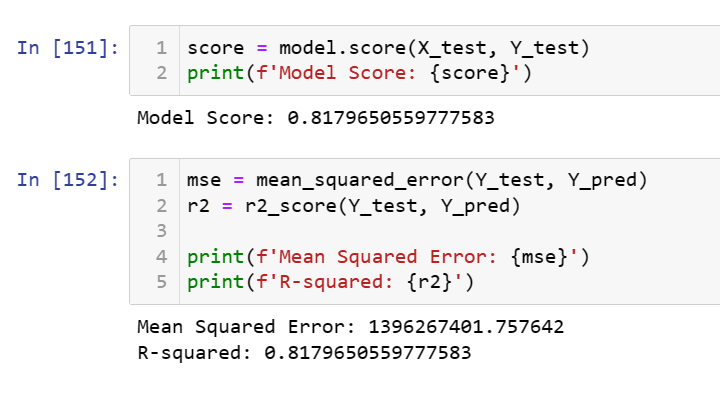 In [151]:
1 score = model.score(X_test, Y_test)
2 print(f'Model Score: {score}')
Model Score: 0.8179650559777583
In [152]:
1 mse = mean_squared_error(Y_test, Y_pred)
2 r2 = r2_score(Y_test, Y_pred)
3
4 print(f'Mean Squared Error: {mse}')
5 print(f'R-squared: {r2}')
Mean Squared Error: 1396267401.757642
R-squared: 0.8179650559777583